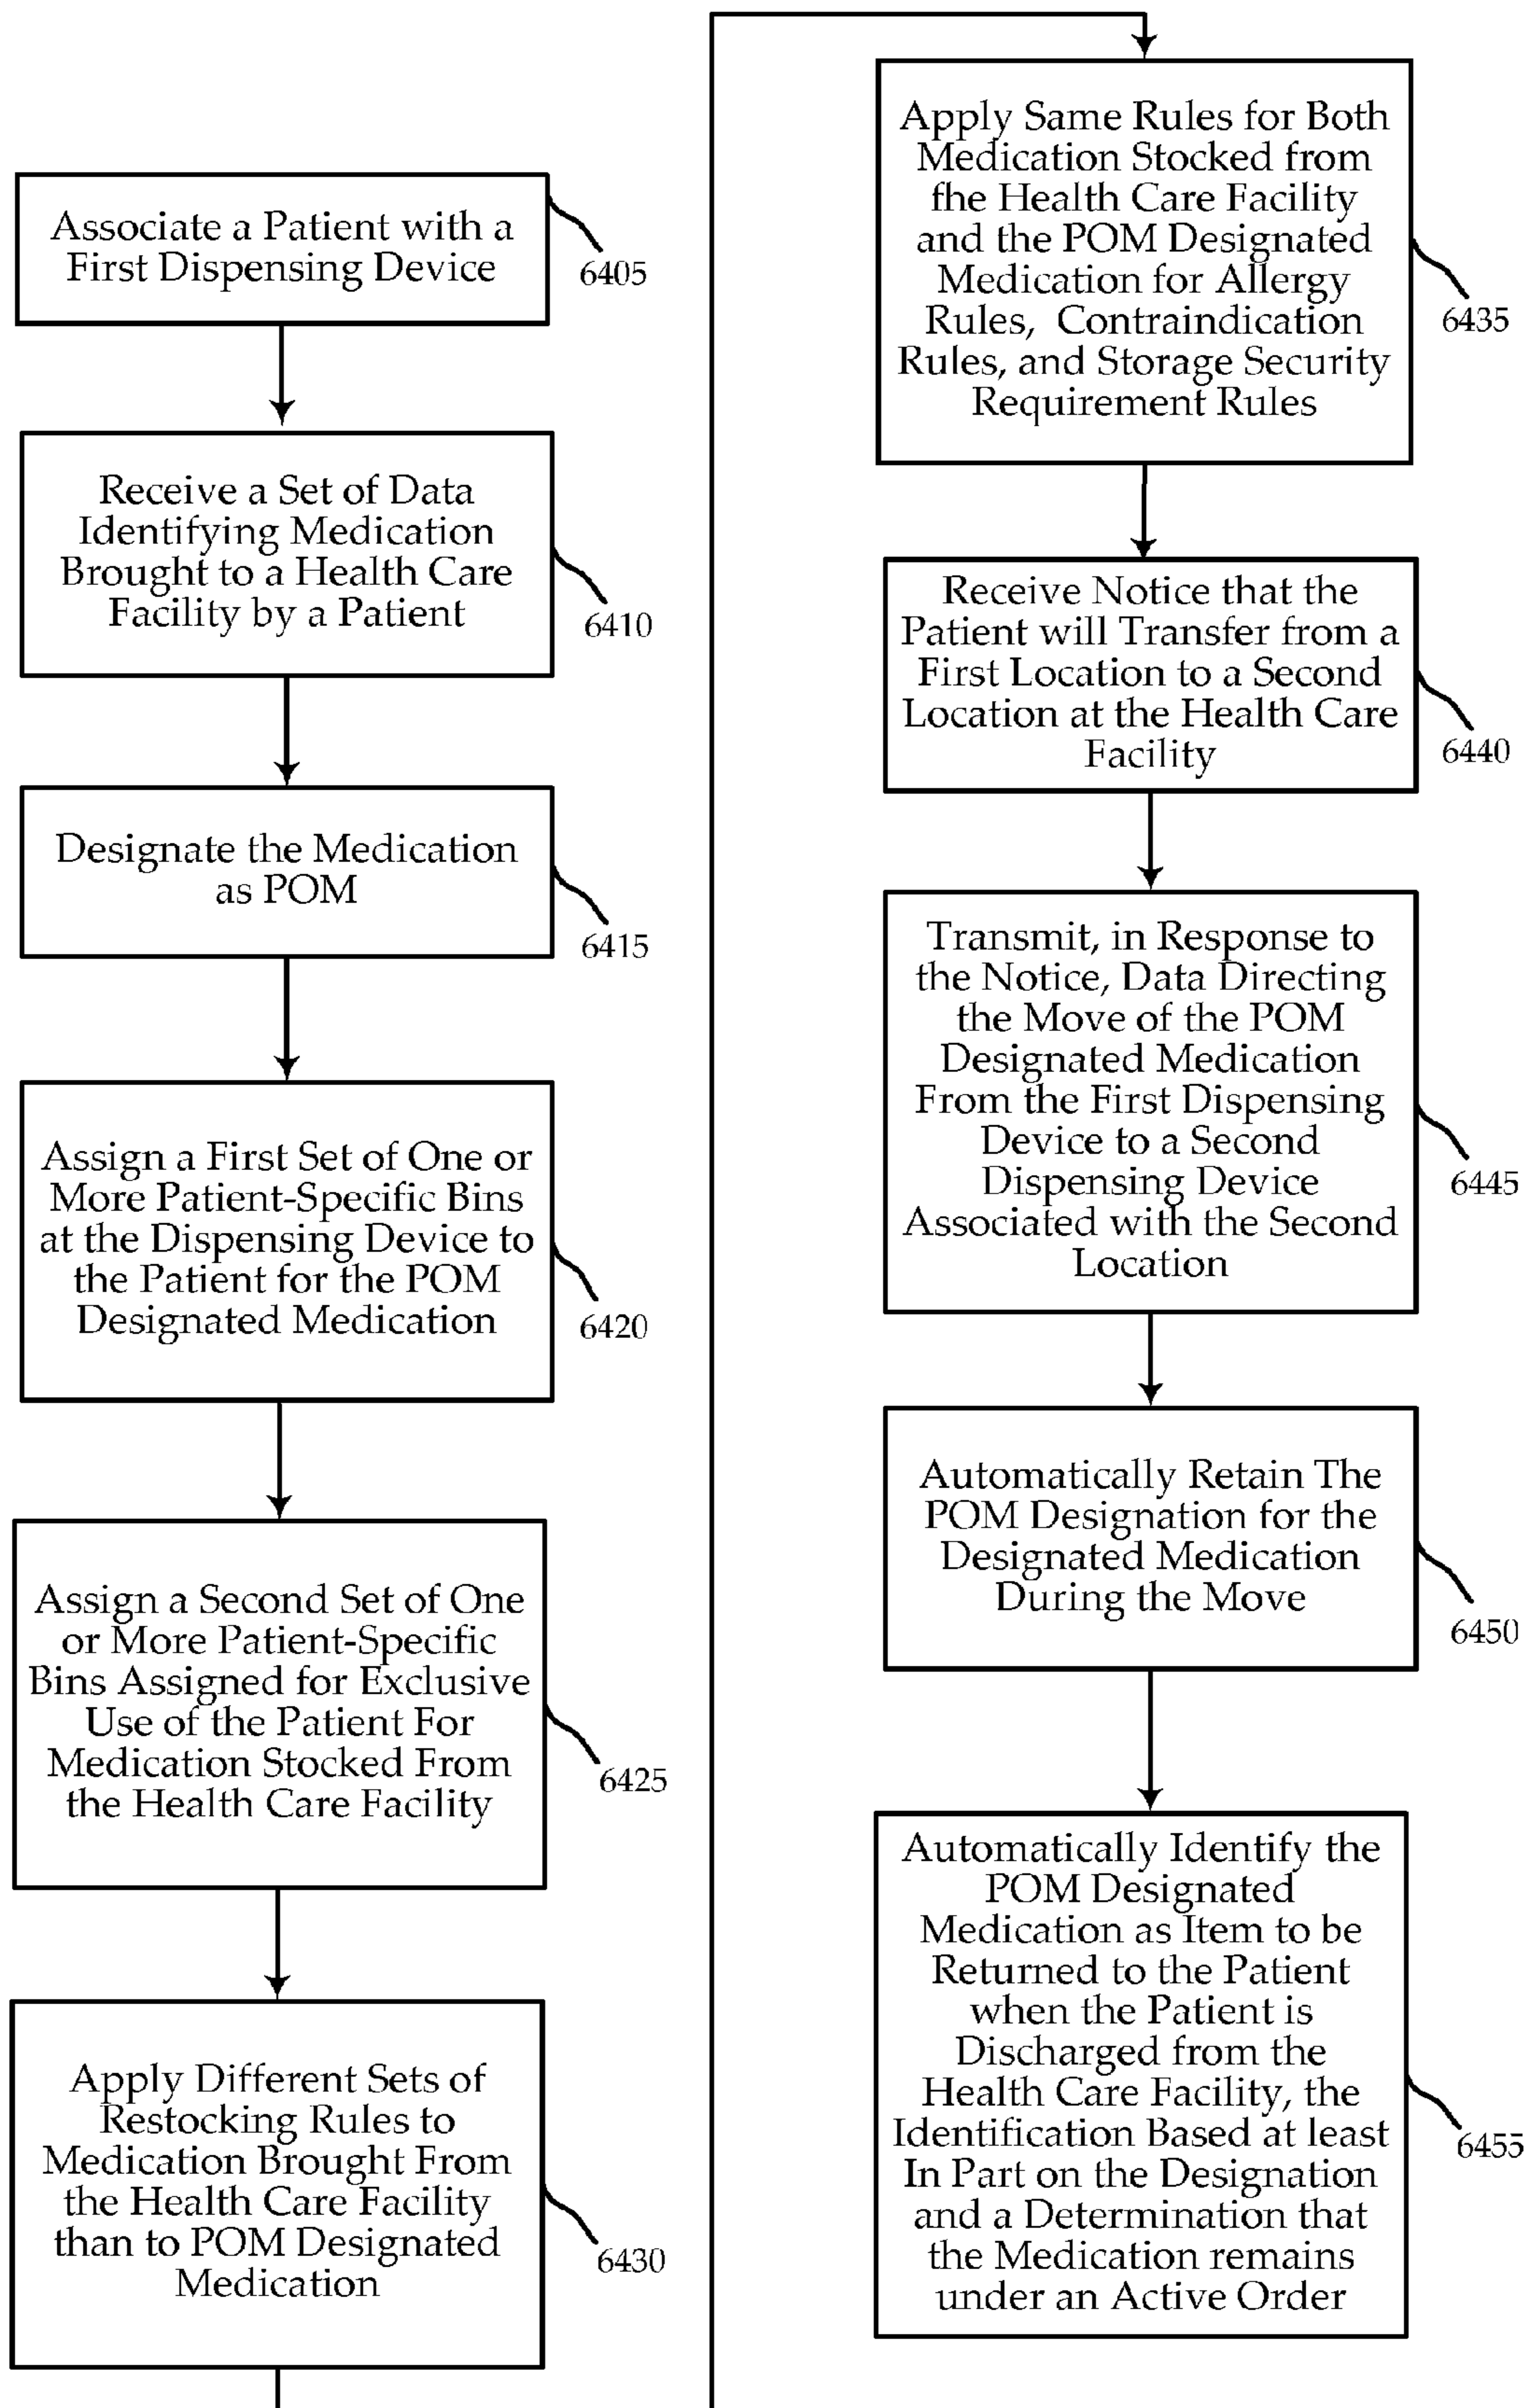 Associate a Patient with a
First Dispensing Device
6405
Receive a Set of Data
Identifying Medication
Brought to a Health Care
Facility by a Patient
6410
Designate the Medication
as POM
6415
Assign a First Set of One or
More Patient-Specific Bins
at the Dispensing Device to
the Patient for the POM
Designated Medication
6420
Assign a Second Set of One
or More Patient-Specific
Bins Assigned for Exclusive
Use of the Patient For
Medication Stocked From
the Health Care Facility
6425
Apply Different Sets of
Restocking Rules to
Medication Brought From
the Health Care Facility
than to POM Designated
Medication
6430
Apply Same Rules for Both
Medication Stocked from
fhe Health Care Facility
and the POM Designated
Medication for Allergy
Rules, Contraindication
Rules, and Storage Security
Requirement Rules
6435
Receive Notice that the
Patient will Transfer from a
First Location to a Second
Location at the Health Care
Facility
6440
Transmit, in Response to
the Notice, Data Directing
the Move of the POM
Designated Medication
From the First Dispensing
Device to a Second
Dispensing Device
Associated with the Second
Location
6445
Automatically Retain The
POM Designation for the
Designated Medication
During the Move
6450
Automatically Identify the
POM Designated
Medication as Item to be
Returned to the Patient
when the Patient is
Discharged from the
Health Care Facility, the
Identification Based at least
In Part on the Designation
and a Determination that
the Medication remains
under an Active Order
6455